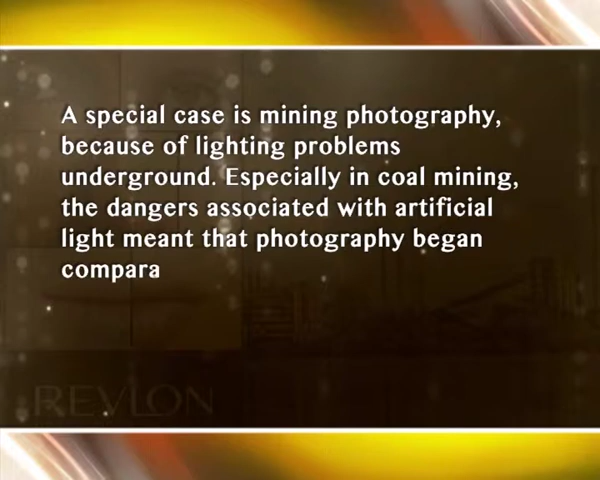 A special case is mining photography,
because of lighting problems
underground. Especially in coal mining,
the dangers associated with artificial
light meant that photography began
compara
REVLON